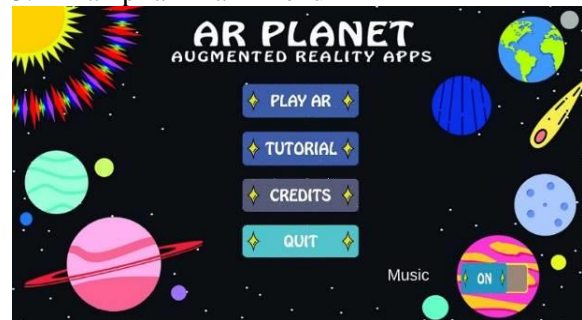 AR PLANET
AUGMENTED REALITY APPS
PLAY AR
TUTORIAL
CREDITS
QUIT
Music
ON